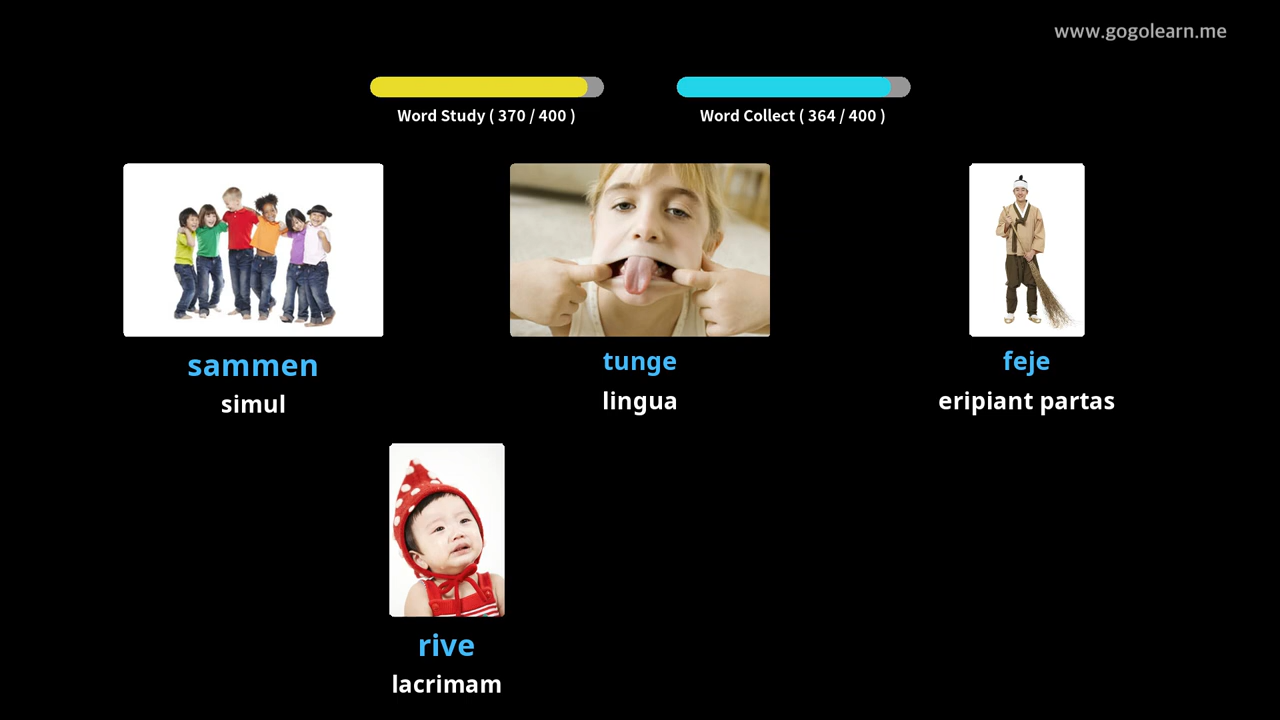 www.gogolearn.me
Word Study ( 370 / 400 )
Word Collect ( 364 / 400 )
sammen
simul
tunge
lingua
feje
eripiant partas
rive
lacrimam